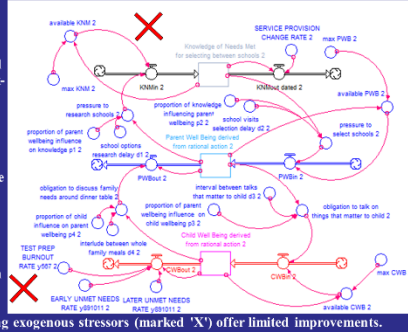 available KNM 2
SERVICE PROVISION
CHANGE RATE 2
max PWB 2
Knowledge of Needs Met
for selecting between schools 2
max KNM 2
KNMin 2
KNMout dated 2
available PWB 2
pressure to
research schools 2
proportion of knowledge
influencing parent
wellbeing p2 2
school visits
selection delay d2 2
pressure to
select schools 2
proportion of parent
wellbeing influence
on knowledge p1 2
school options
research delay d1 2
Parent Well Being derived
from rational action 2
PWBout 2
PWBin 2
obligation to discuss family
needs around dinner table 2
interval between talks
that matter to child d3 2
obligation to talk on
things that matter to child 2
proportion of parent
wellbeing influence on
child wellbeing p3 2
proportion of child
influence on parent
wellbeing p4 2
Child Well Being derived
from rational action 2
interlude between whole
family meals d4 2
TEST PREP
BURNOUT
RATE y567 2
CWBout 2
CWBin 2
max CWB
EARLY UNMET NEEDS
RATE y891011 2
LATER UNMET NEEDS
RATE y891011 2
available CWB 2
ng exogenous stressors (marked 'X') offer limited improvements.